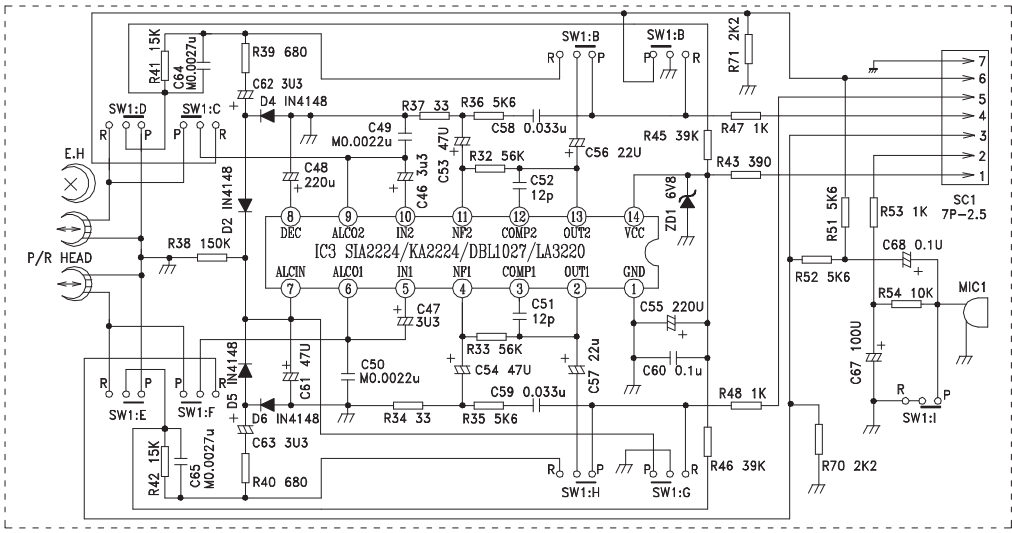 R41 15K
C64
M0.0027u
R39 680
C62 3U3
+
SW1:B
R P
SW1:B
P R
R71 2K2
7
6
5
4
3
2
1
SC1
7P-2.5
SW1:D
R P
SW1:C
P R
D4 IN4148
R37 33
R36 5K6
C58 0.033u
C49
M0.0022u
C53 47U
+
R32 56K
C52
12p
+
C56 22U
R45 39K
R47 1K
R43 390
E.H
D2 IN4148
C48
220u
+
C46 3u3
+
ZD1 6V8
R51 5K6
R53 1K
P/R HEAD
R38 150K
8 9 10 11 12 13 14
DEC ALCO2 IN2 NF2 COMP2 OUT2 VCC
IC3 SIA2224/KA2224/DBL1027/LA3220
ALCIN ALCO1 IN1 NF1 COMP1 OUT1 GND
7 6 5 4 3 2 1
C68 0.1U
+
R52 5K6
R54 10K
MIC1
C47
3U3
+
C51
12p
R33 56K
C55 220U
+
C60 0.1u
C67 100U
+
D5 IN4148
C61 47U
+
C50
M0.0022u
+
C54 47U
+
C57 22u
C59 0.033u
R48 1K
R P
SW1:E
P R
SW1:F
D6 IN4148
R34 33
R35 5K6
R P
SW1:I
+
C63 3U3
R42 15K
C65
M0.0027u
R40 680
R P
SW1:H
P R
SW1:G
R46 39K
R70 2K2